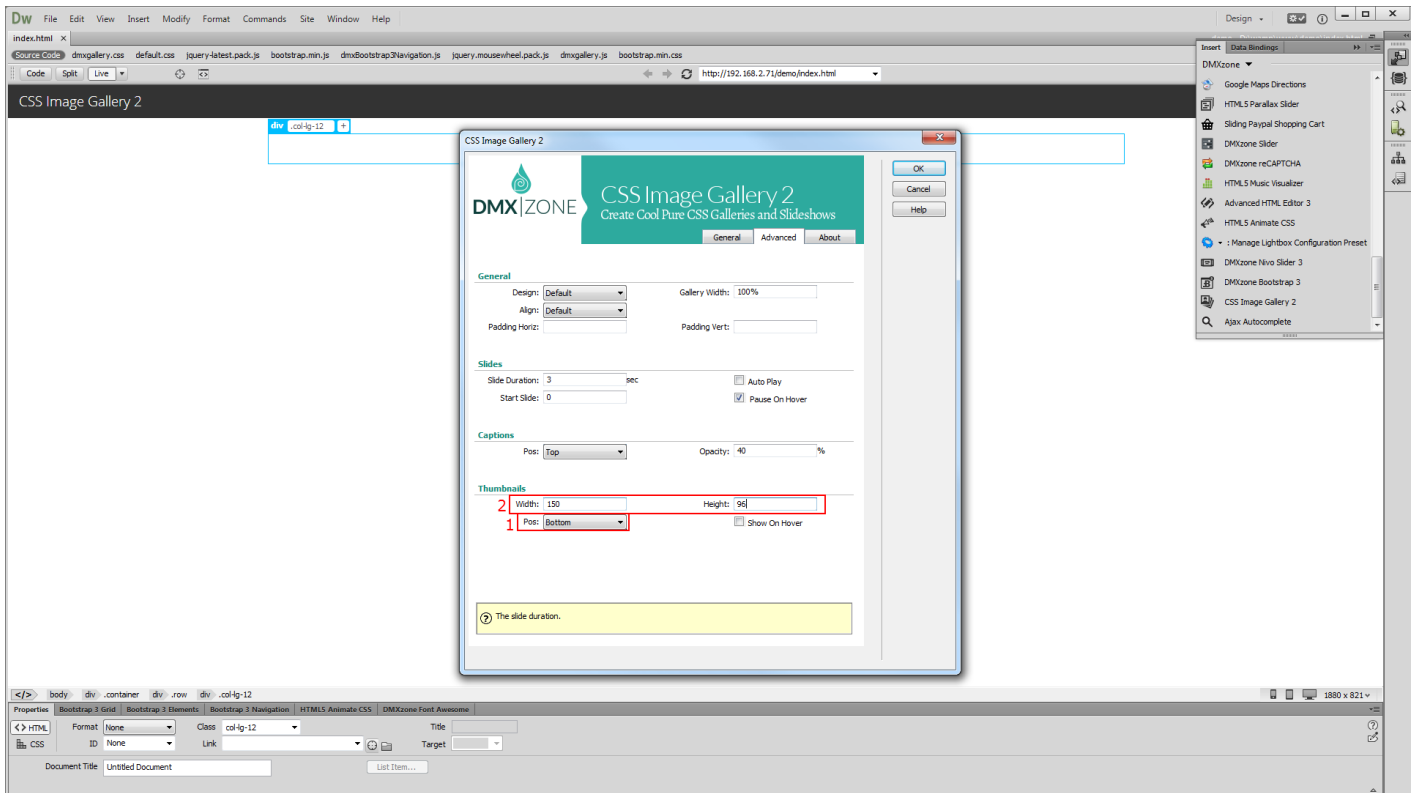 DW File Edit View Insert Modify Format Commands Site Window Help Design
index.html ×
Source Code dmxgallery.css default.css jquery-latest.pack.js bootstrap.min.js dmxBootstrap3Navigation.js jquery.mousewheel.pack.js dmxgallery.js bootstrap.min.css
Code Split Live http://192.168.2.71/demo/index.html
CSS Image Gallery 2
div .col-lg-12 +
CSS Image Gallery 2
DMX|ZONE
CSS Image Gallery 2
Create Cool Pure CSS Galleries and Slideshows
General Advanced About
OK
Cancel
Help
General
Design: Default Gallery Width: 100%
Align: Default
Padding Horiz: Padding Vert:
Slides
Slide Duration: 3 sec Auto Play
Start Slide: 0 Pause On Hover
Captions
Pos: Top Opacity: 40 %
Thumbnails
2 Width: 150 Height: 96
1 Pos: Bottom Show On Hover
? The slide duration.
Insert Data Bindings
DMXzone
Google Maps Directions
HTML5 Parallax Slider
Sliding Paypal Shopping Cart
DMXzone Slider
DMXzone reCAPTCHA
HTML5 Music Visualizer
Advanced HTML Editor 3
HTML5 Animate CSS
: Manage Lightbox Configuration Preset
DMXzone Nivo Slider 3
DMXzone Bootstrap 3
CSS Image Gallery 2
Ajax Autocomplete
</> body div .container div .row div .col-lg-12 1880 x 821
Properties Bootstrap 3 Grid Bootstrap 3 Elements Bootstrap 3 Navigation HTML5 Animate CSS DMXzone Font Awesome
<> HTML Format None Class col-lg-12 Title
CSS ID None Link Target
Document Title Untitled Document List Item...